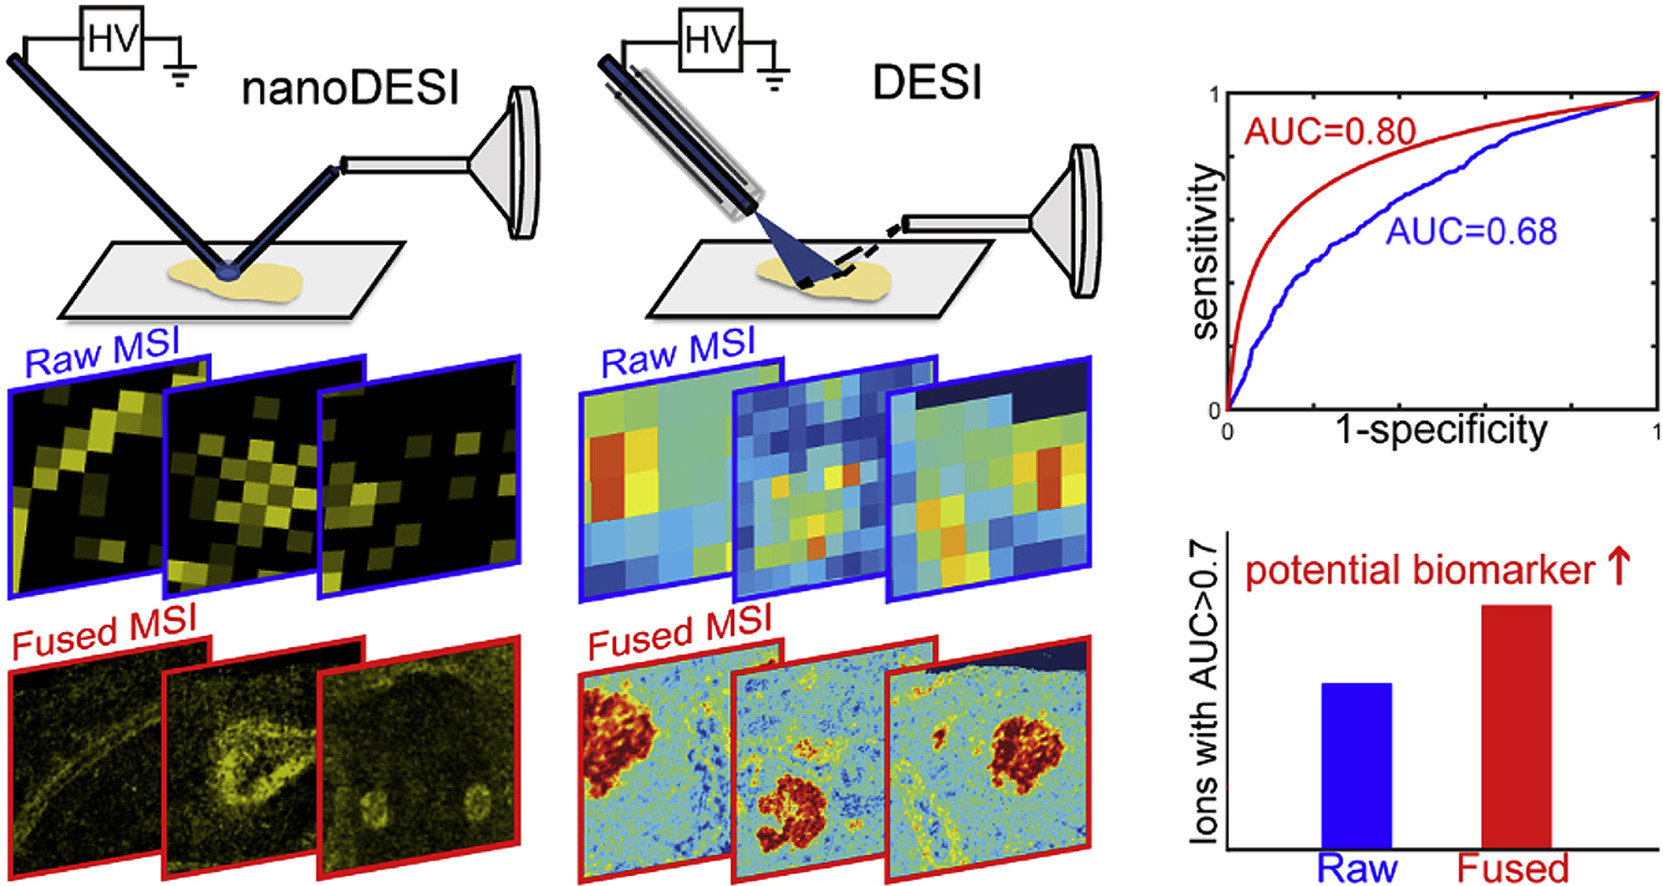 HV
nanoDESI
Raw MSI
Fused MSI
HV
DESI
Raw MSI
Fused MSI
1
AUC=0.80
AUC=0.68
sensitivity
0
0
1-specificity
1
Ions with AUC>0.7
potential biomarker ↑
Raw
Fused